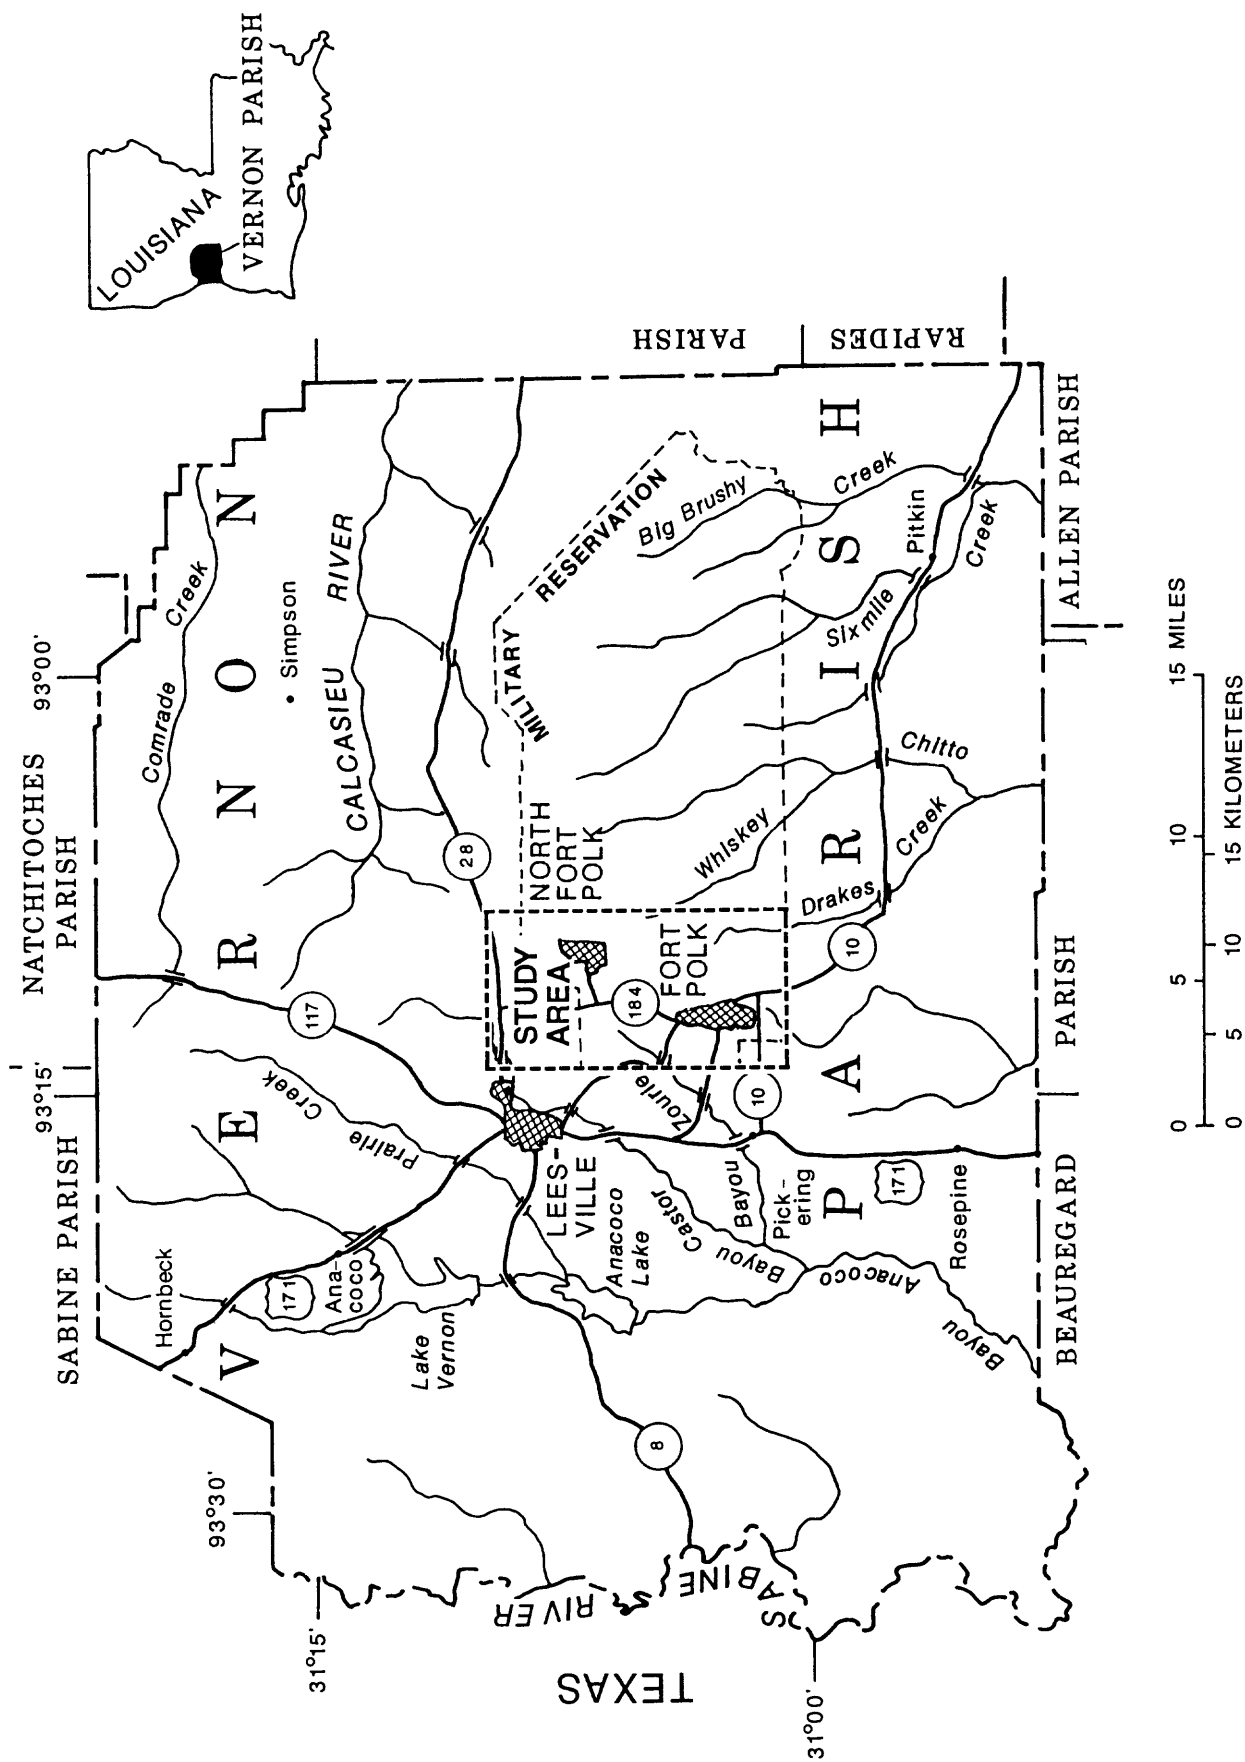 LOUISIANA
VERNON PARISH
SABINE PARISH
NATCHITOCHES
PARISH
93°30'
93°15'
93°00'
31°15'
31°00'
TEXAS
SABINE
RIVER
VERNON
PARISH
Hornbeck
171
Ana-
coco
Lake
Vernon
Prairie
Creek
117
Comrade
Creek
Simpson
CALCASIEU
RIVER
28
LEES-
VILLE
Anacoco
Lake
8
STUDY
AREA
NORTH
FORT
POLK
MILITARY
RESERVATION
184
FORT
POLK
Zourie
Bayou
Castor
Bayou
10
Pick-
ering
171
Rosepine
Anacoco
Bayou
10
Drakes
Creek
Whiskey
Chitto
Big Brushy
Creek
Six mile
Creek
Pitkin
RAPIDES
PARISH
BEAUREGARD
PARISH
ALLEN PARISH
0
5
10
15 MILES
0
5
10
15 KILOMETERS